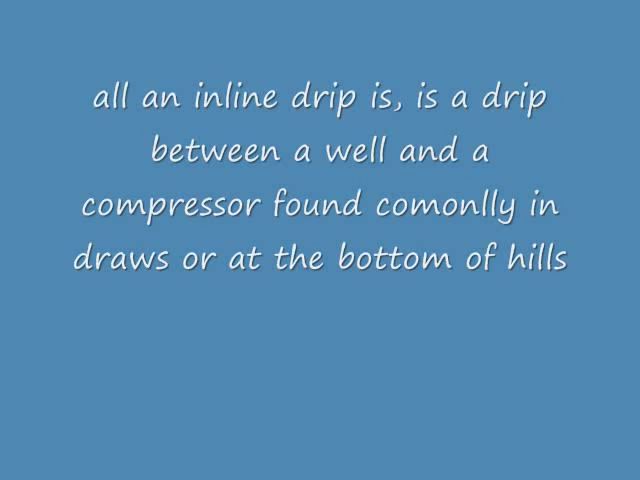 all an inline drip is, is a drip
between a well and a
compressor found comonlly in
draws or at the bottom of hills